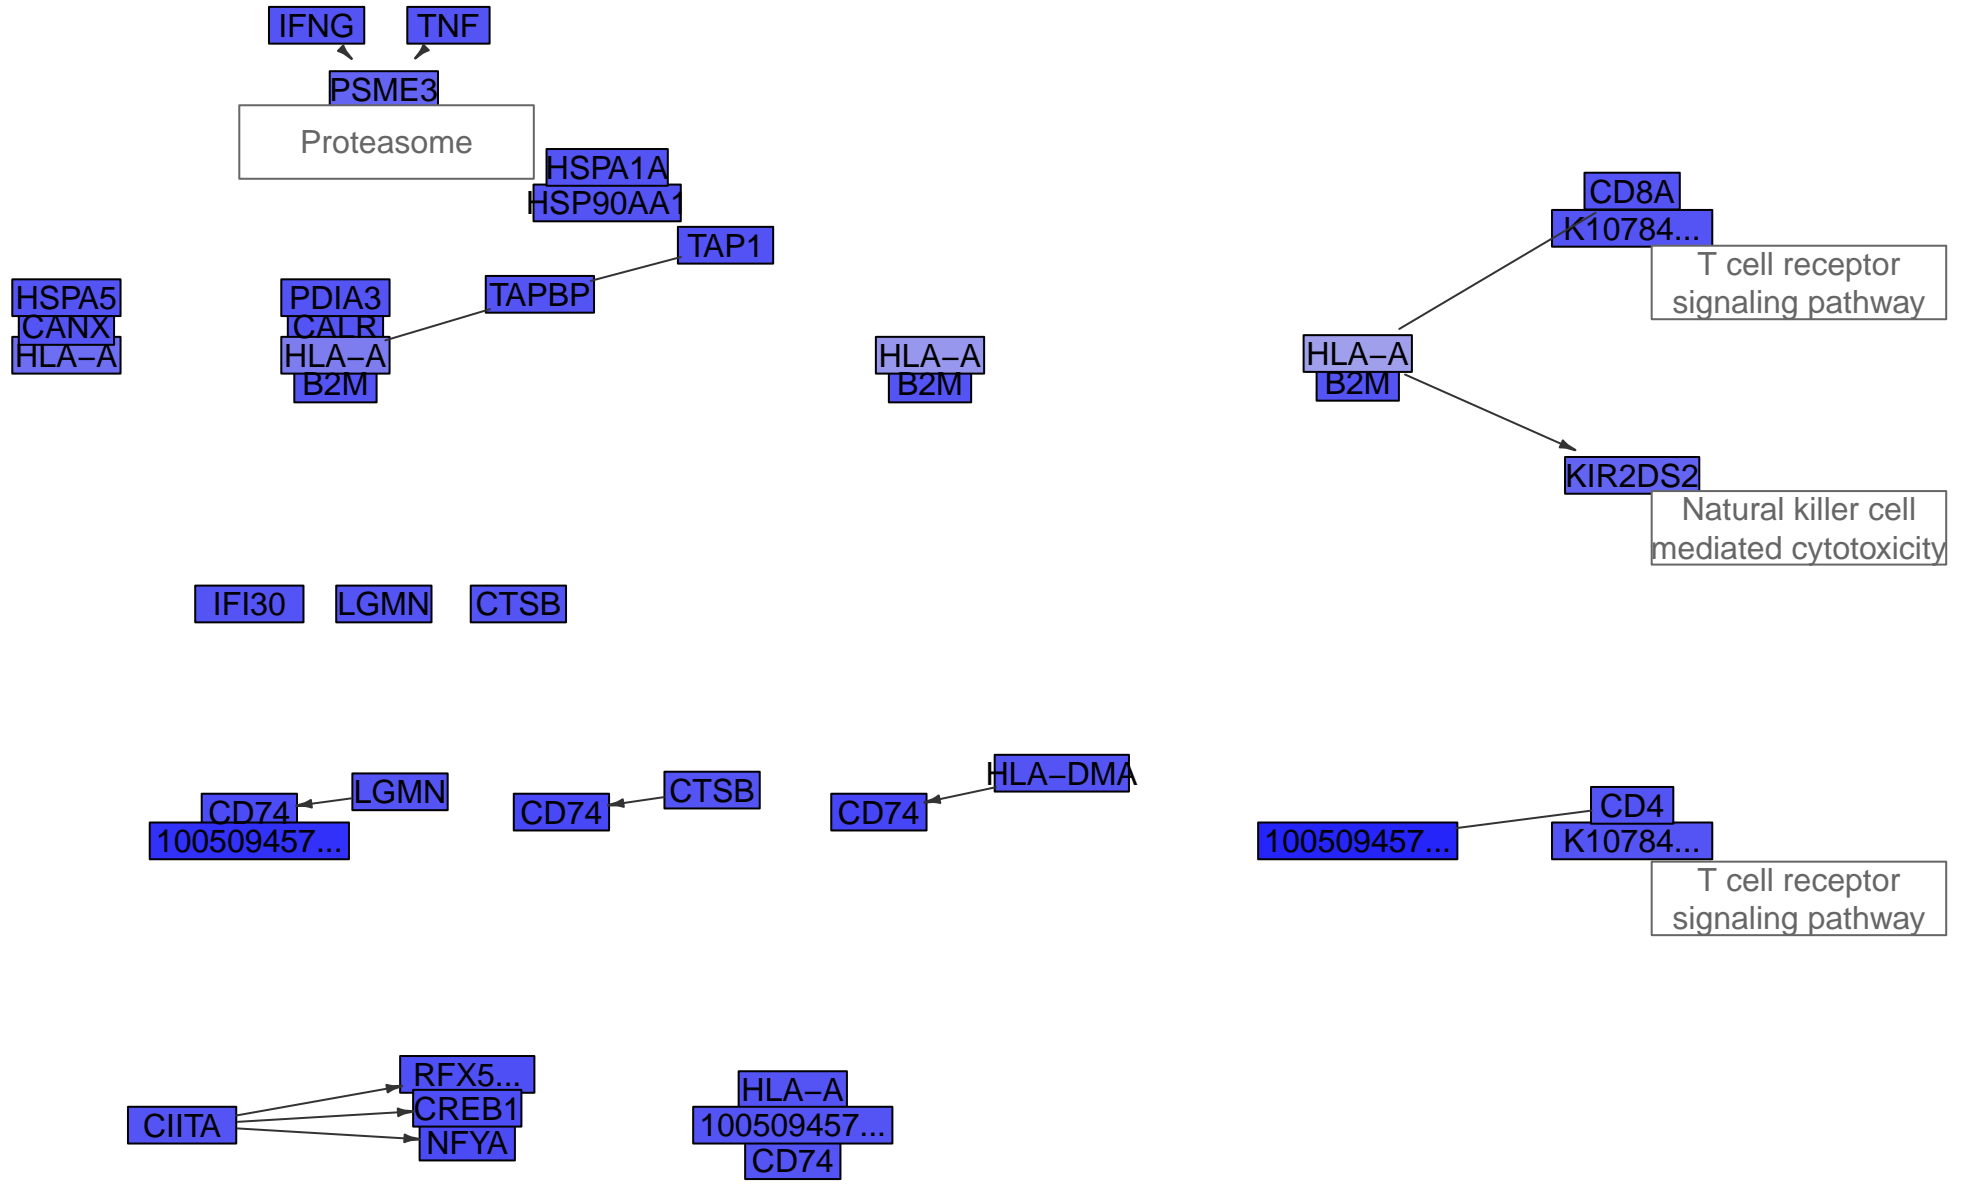 IFNG
TNF
PSME3
Proteasome
HSPA1A
HSP90AA1
TAP1
TAPBP
HSPA5
CANX
HLA−A
PDIA3
CALR
HLA−A
B2M
HLA−A
B2M
CD8A
K10784...
T cell receptor
signaling pathway
HLA−A
B2M
KIR2DS2
Natural killer cell
mediated cytotoxicity
IFI30
LGMN
CTSB
LGMN
CD74
100509457...
CTSB
CD74
HLA−DMA
CD74
CD4
100509457...
K10784...
T cell receptor
signaling pathway
CIITA
RFX5...
CREB1
NFYA
HLA−A
100509457...
CD74